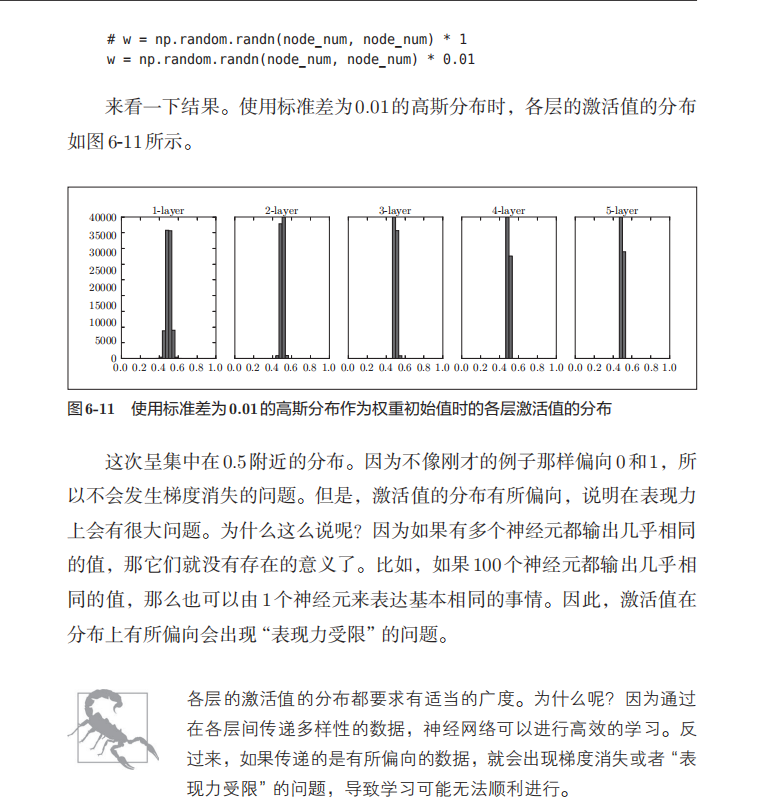 # w = np.random.randn(node_num, node_num) * 1
w = np.random.randn(node_num, node_num) * 0.01
来看一下结果。使用标准差为0.01的高斯分布时，各层的激活值的分布
如图6-11所示。
1-layer 2-layer 3-layer 4-layer 5-layer
40000
35000
30000
25000
20000
15000
10000
5000
0
0.0 0.2 0.4 0.6 0.8 1.0 0.0 0.2 0.4 0.6 0.8 1.0 0.0 0.2 0.4 0.6 0.8 1.0 0.0 0.2 0.4 0.6 0.8 1.0 0.0 0.2 0.4 0.6 0.8 1.0
图6-11 使用标准差为0.01的高斯分布作为权重初始值时的各层激活值的分布
这次呈集中在0.5附近的分布。因为不像刚才的例子那样偏向0和1，所
以不会发生梯度消失的问题。但是，激活值的分布有所偏向，说明在表现力
上会有很大问题。为什么这么说呢？因为如果有多个神经元都输出几乎相同
的值，那它们就没有存在的意义了。比如，如果100个神经元都输出几乎相
同的值，那么也可以由1个神经元来表达基本相同的事情。因此，激活值在
分布上有所偏向会出现“表现力受限”的问题。
各层的激活值的分布都要求有适当的广度。为什么呢？因为通过
在各层间传递多样性的数据，神经网络可以进行高效的学习。反
过来，如果传递的是有所偏向的数据，就会出现梯度消失或者“表
现力受限”的问题，导致学习可能无法顺利进行。